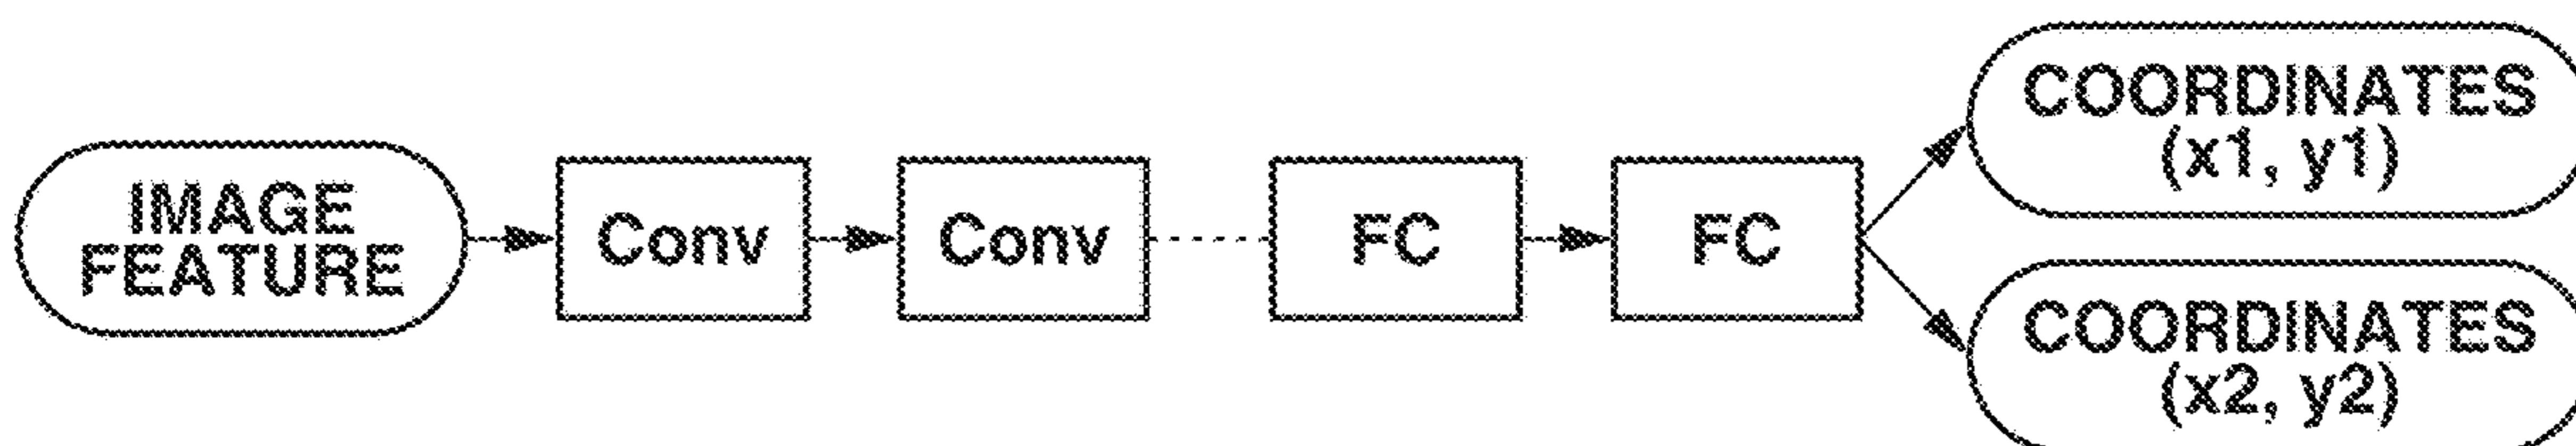 IMAGE
FEATURE
Conv
Conv
FC
FC
COORDINATES
(x1, y1)
COORDINATES
(x2, y2)